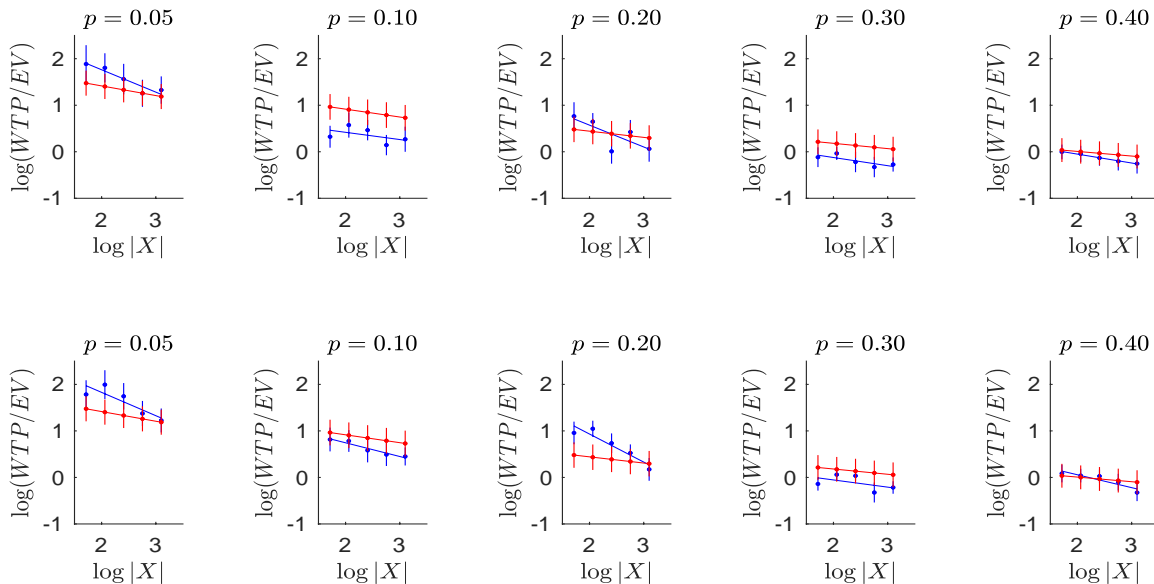 p = 0.05 p = 0.10 p = 0.20 p = 0.30 p = 0.40
log(WTP/EV) log(WTP/EV) log(WTP/EV) log(WTP/EV) log(WTP/EV)
2 2 2 2 2
1 1 1 1 1
0 0 0 0 0
-1 -1 -1 -1 -1
2 3 2 3 2 3 2 3 2 3
log |X| log |X| log |X| log |X| log |X|
p = 0.05 p = 0.10 p = 0.20 p = 0.30 p = 0.40
log(WTP/EV) log(WTP/EV) log(WTP/EV) log(WTP/EV) log(WTP/EV)
2 2 2 2 2
1 1 1 1 1
0 0 0 0 0
-1 -1 -1 -1 -1
2 3 2 3 2 3 2 3 2 3
log |X| log |X| log |X| log |X| log |X|